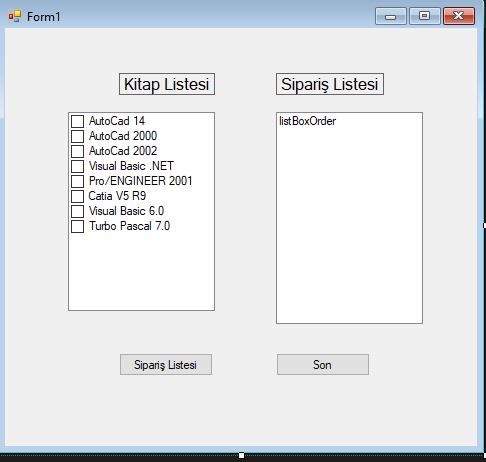 Form1
Kitap Listesi
Sipariş Listesi
AutoCad 14
AutoCad 2000
AutoCad 2002
Visual Basic .NET
Pro/ENGINEER 2001
Catia V5 R9
Visual Basic 6.0
Turbo Pascal 7.0
listBoxOrder
Sipariş Listesi
Son